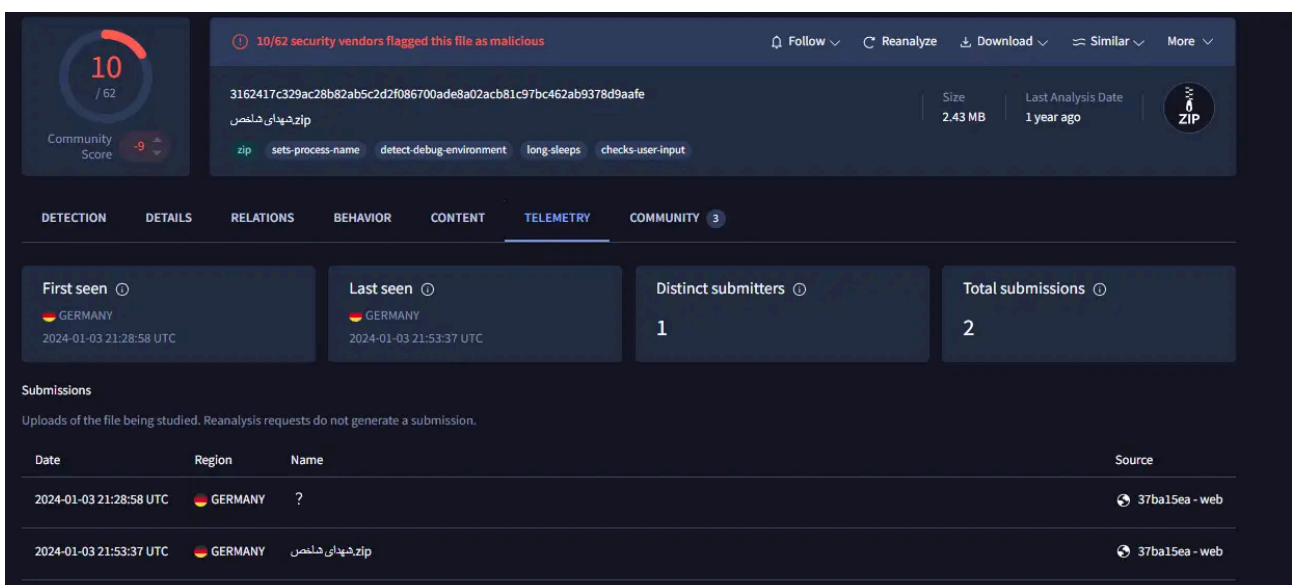 10
/ 62
Community
Score
-9
10/62 security vendors flagged this file as malicious
Follow
Reanalyze
Download
Similar
More
3162417c329ac28b82ab5c2d2f086700ade8a02acb81c97bc462ab9378d9aafe
شهدای شاخص.zip
zip sets-process-name detect-debug-environment long-sleeps checks-user-input
Size
2.43 MB
Last Analysis Date
1 year ago
ZIP
DETECTION DETAILS RELATIONS BEHAVIOR CONTENT TELEMETRY COMMUNITY 3
First seen
GERMANY
2024-01-03 21:28:58 UTC
Last seen
GERMANY
2024-01-03 21:53:37 UTC
Distinct submitters
1
Total submissions
2
Submissions
Uploads of the file being studied. Reanalysis requests do not generate a submission.
Date Region Name Source
2024-01-03 21:28:58 UTC GERMANY ? 37ba15ea - web
2024-01-03 21:53:37 UTC GERMANY شهدای شاخص.zip 37ba15ea - web